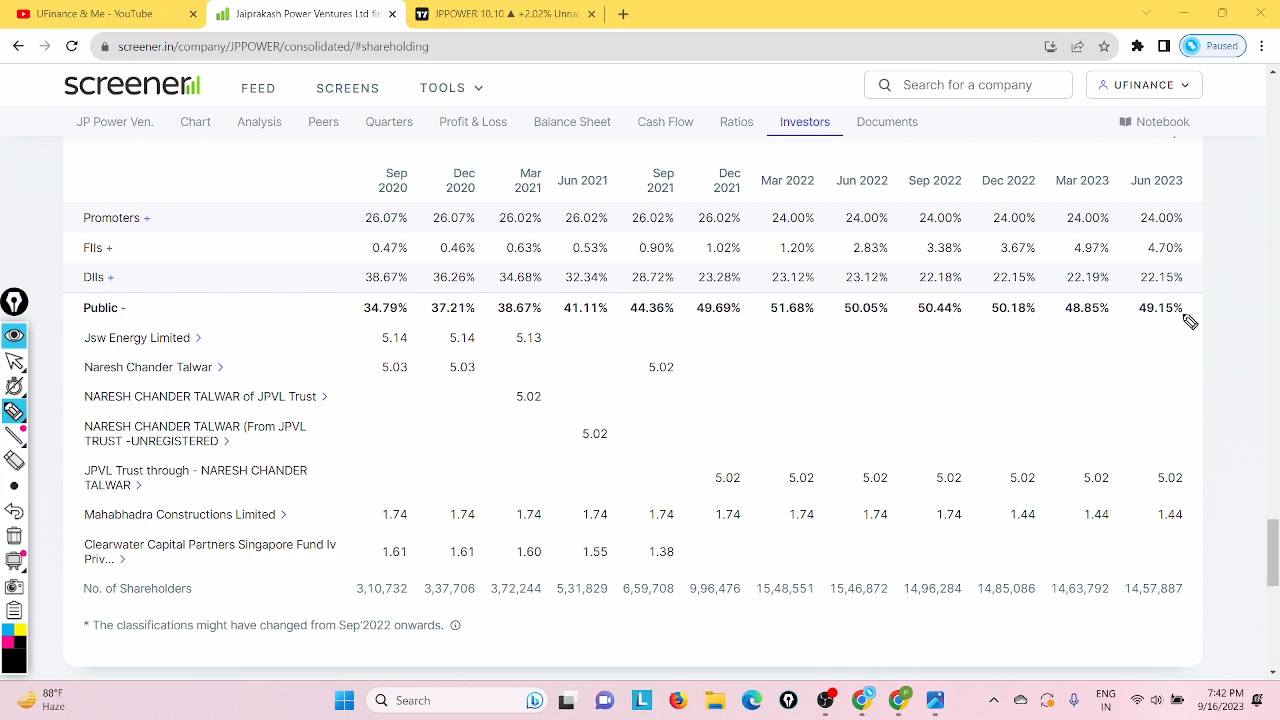 UFinance & Me - YouTube
Jaiprakash Power Ventures Ltd fin
JPPOWER 10.10 ▲ +2.02% Unna
screener.in/company/JPPOWER/consolidated/#shareholding
Paused
screener
FEED
SCREENS
TOOLS
Search for a company
UFINANCE
JP Power Ven.
Chart
Analysis
Peers
Quarters
Profit & Loss
Balance Sheet
Cash Flow
Ratios
Investors
Documents
Notebook
Sep 2020 Dec 2020 Mar 2021 Jun 2021 Sep 2021 Dec 2021 Mar 2022 Jun 2022 Sep 2022 Dec 2022 Mar 2023 Jun 2023
Promoters + 26.07% 26.07% 26.02% 26.02% 26.02% 26.02% 24.00% 24.00% 24.00% 24.00% 24.00% 24.00%
FIIs + 0.47% 0.46% 0.63% 0.53% 0.90% 1.02% 1.20% 2.83% 3.38% 3.67% 4.97% 4.70%
DIIs + 38.67% 36.26% 34.68% 32.34% 28.72% 23.28% 23.12% 23.12% 22.18% 22.15% 22.19% 22.15%
Public - 34.79% 37.21% 38.67% 41.11% 44.36% 49.69% 51.68% 50.05% 50.44% 50.18% 48.85% 49.15%
Jsw Energy Limited > 5.14 5.14 5.13
Naresh Chander Talwar > 5.03 5.03 5.02
NARESH CHANDER TALWAR of JPVL Trust > 5.02
NARESH CHANDER TALWAR (From JPVL
TRUST -UNREGISTERED > 5.02
JPVL Trust through - NARESH CHANDER
TALWAR > 5.02 5.02 5.02 5.02 5.02 5.02 5.02
Mahabhadra Constructions Limited > 1.74 1.74 1.74 1.74 1.74 1.74 1.74 1.74 1.74 1.44 1.44 1.44
Clearwater Capital Partners Singapore Fund Iv
Priv... > 1.61 1.61 1.60 1.55 1.38
No. of Shareholders 3,10,732 3,37,706 3,72,244 5,31,829 6,59,708 9,96,476 15,48,551 15,46,872 14,96,284 14,85,086 14,63,792 14,57,887
* The classifications might have changed from Sep'2022 onwards.
88°F
Haze
Search
ENG
IN
7:42 PM
9/16/2023